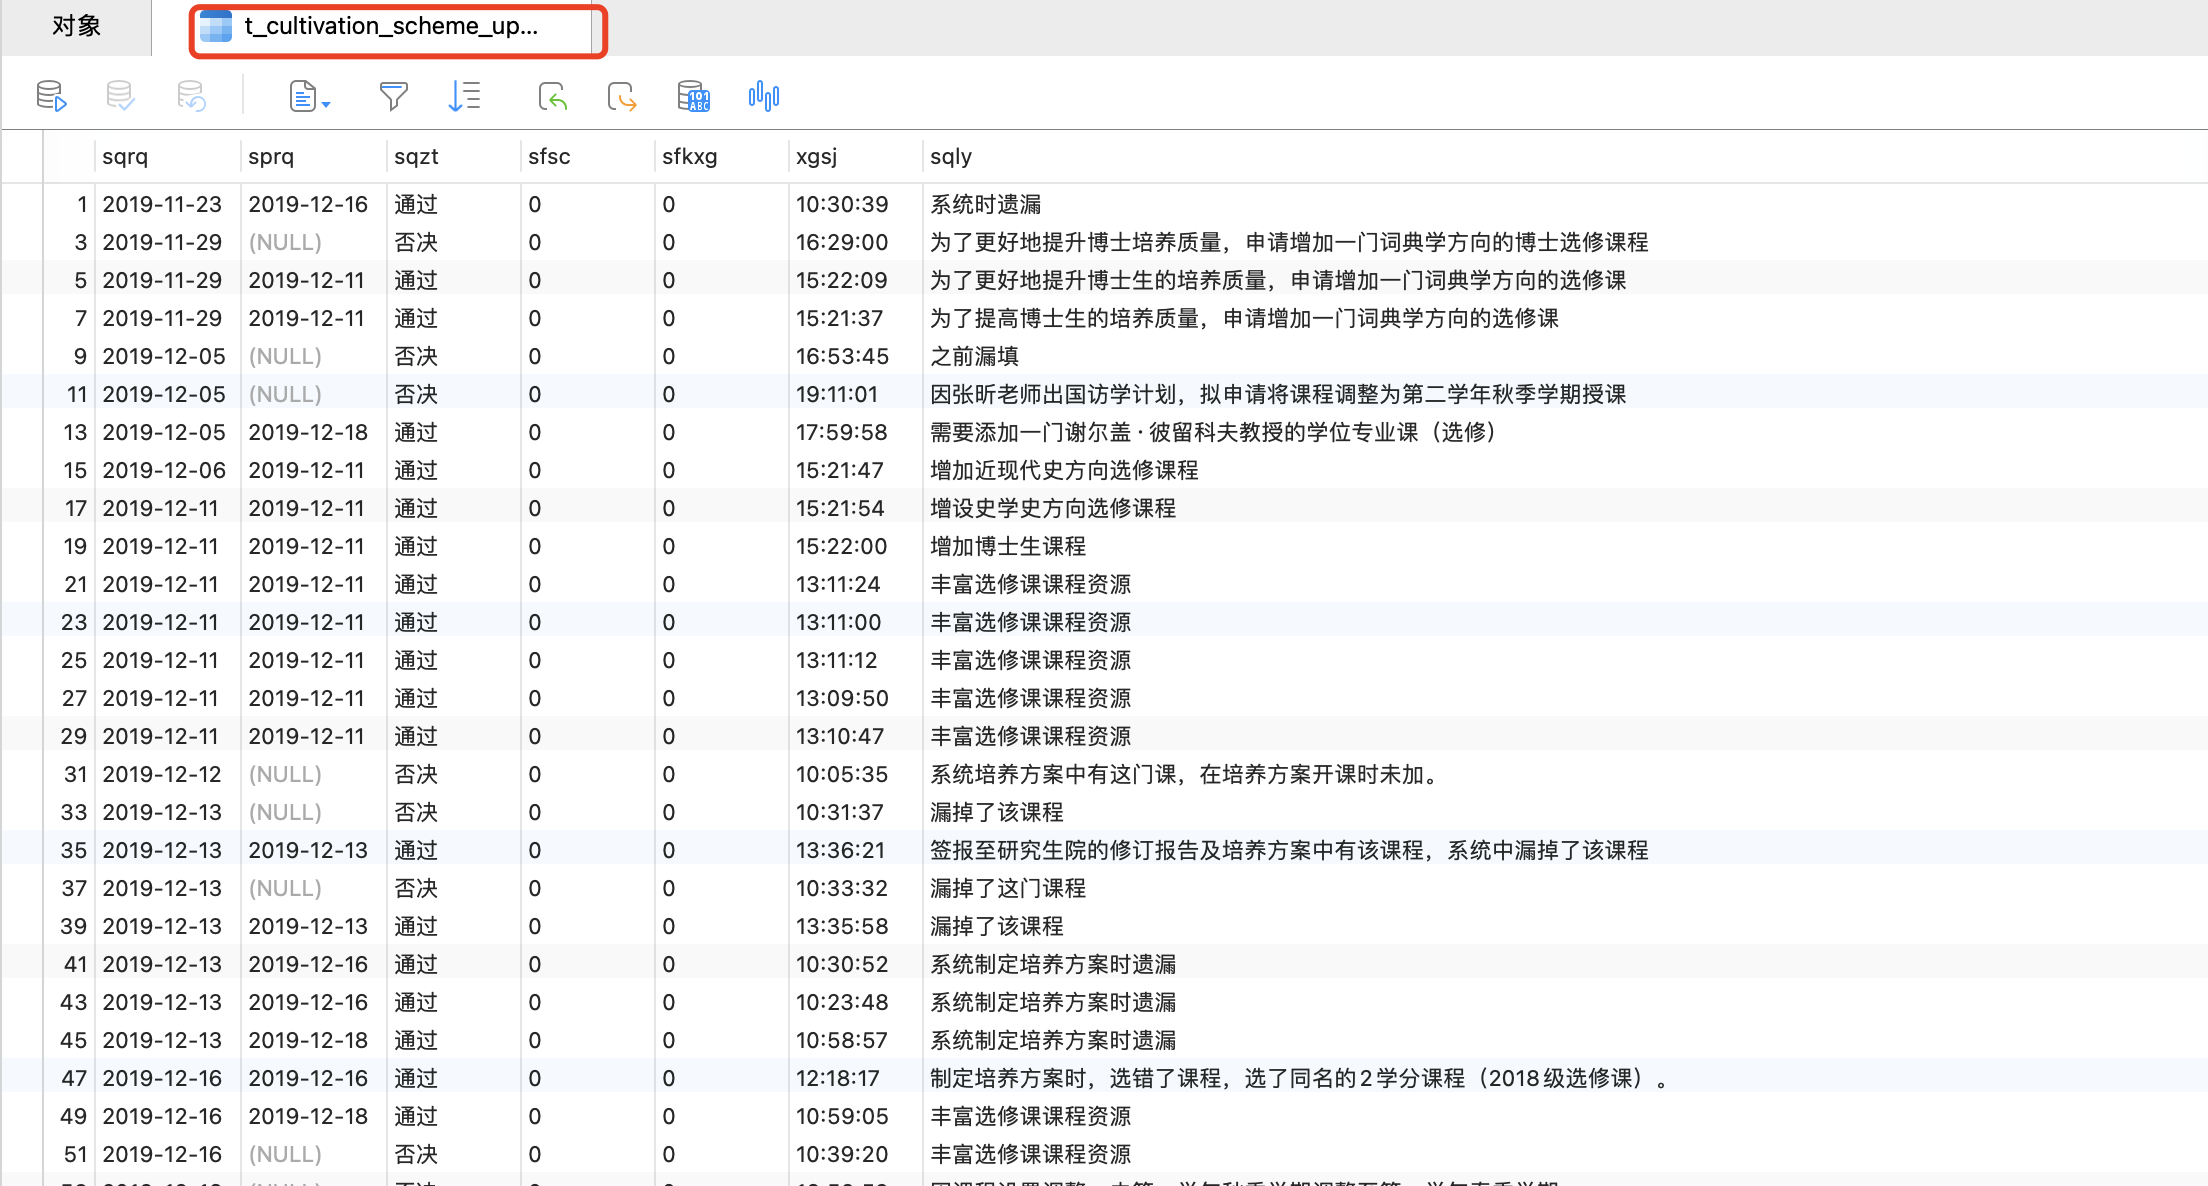 对象
t_cultivation_scheme_up...
101
ABC
sqrq sprq sqzt sfsc sfkxg xgsj sqly
1 2019-11-23 2019-12-16 通过 0 0 10:30:39 系统时遗漏
3 2019-11-29 (NULL) 否决 0 0 16:29:00 为了更好地提升博士培养质量，申请增加一门词典学方向的博士选修课程
5 2019-11-29 2019-12-11 通过 0 0 15:22:09 为了更好地提升博士生的培养质量，申请增加一门词典学方向的选修课
7 2019-11-29 2019-12-11 通过 0 0 15:21:37 为了提高博士生的培养质量，申请增加一门词典学方向的选修课
9 2019-12-05 (NULL) 否决 0 0 16:53:45 之前漏填
11 2019-12-05 (NULL) 否决 0 0 19:11:01 因张昕老师出国访学计划，拟申请将课程调整为第二学年秋季学期授课
13 2019-12-05 2019-12-18 通过 0 0 17:59:58 需要添加一门谢尔盖·彼留科夫教授的学位专业课（选修）
15 2019-12-06 2019-12-11 通过 0 0 15:21:47 增加近现代史方向选修课程
17 2019-12-11 2019-12-11 通过 0 0 15:21:54 增设史学史方向选修课程
19 2019-12-11 2019-12-11 通过 0 0 15:22:00 增加博士生课程
21 2019-12-11 2019-12-11 通过 0 0 13:11:24 丰富选修课课程资源
23 2019-12-11 2019-12-11 通过 0 0 13:11:00 丰富选修课课程资源
25 2019-12-11 2019-12-11 通过 0 0 13:11:12 丰富选修课课程资源
27 2019-12-11 2019-12-11 通过 0 0 13:09:50 丰富选修课课程资源
29 2019-12-11 2019-12-11 通过 0 0 13:10:47 丰富选修课课程资源
31 2019-12-12 (NULL) 否决 0 0 10:05:35 系统培养方案中有这门课，在培养方案开课时未加。
33 2019-12-13 (NULL) 否决 0 0 10:31:37 漏掉了该课程
35 2019-12-13 2019-12-13 通过 0 0 13:36:21 签报至研究生院的修订报告及培养方案中有该课程，系统中漏掉了该课程
37 2019-12-13 (NULL) 否决 0 0 10:33:32 漏掉了这门课程
39 2019-12-13 2019-12-13 通过 0 0 13:35:58 漏掉了该课程
41 2019-12-13 2019-12-16 通过 0 0 10:30:52 系统制定培养方案时遗漏
43 2019-12-13 2019-12-16 通过 0 0 10:23:48 系统制定培养方案时遗漏
45 2019-12-13 2019-12-18 通过 0 0 10:58:57 系统制定培养方案时遗漏
47 2019-12-16 2019-12-16 通过 0 0 12:18:17 制定培养方案时，选错了课程，选了同名的2学分课程（2018级选修课）。
49 2019-12-16 2019-12-18 通过 0 0 10:59:05 丰富选修课课程资源
51 2019-12-16 (NULL) 否决 0 0 10:39:20 丰富选修课课程资源